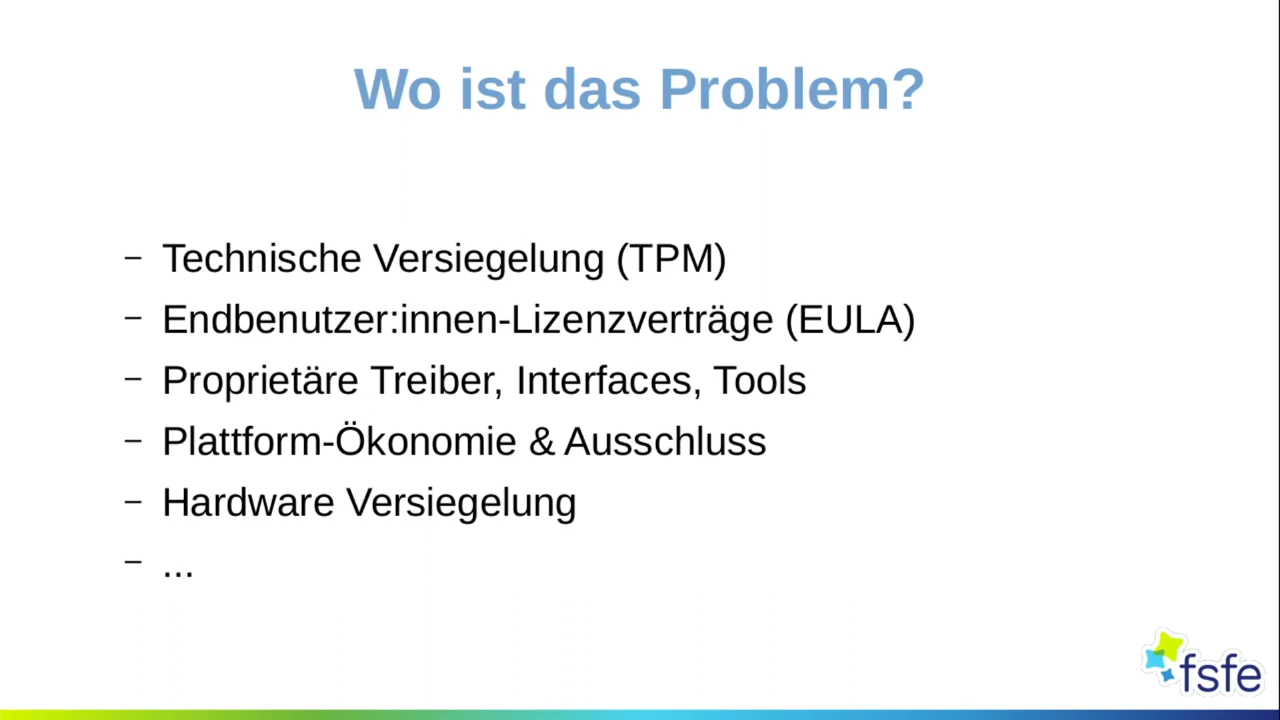 Wo ist das Problem?
– Technische Versiegelung (TPM)
– Endbenutzer:innen-Lizenzverträge (EULA)
– Proprietäre Treiber, Interfaces, Tools
– Plattform-Ökonomie & Ausschluss
– Hardware Versiegelung
– ...
fsfe